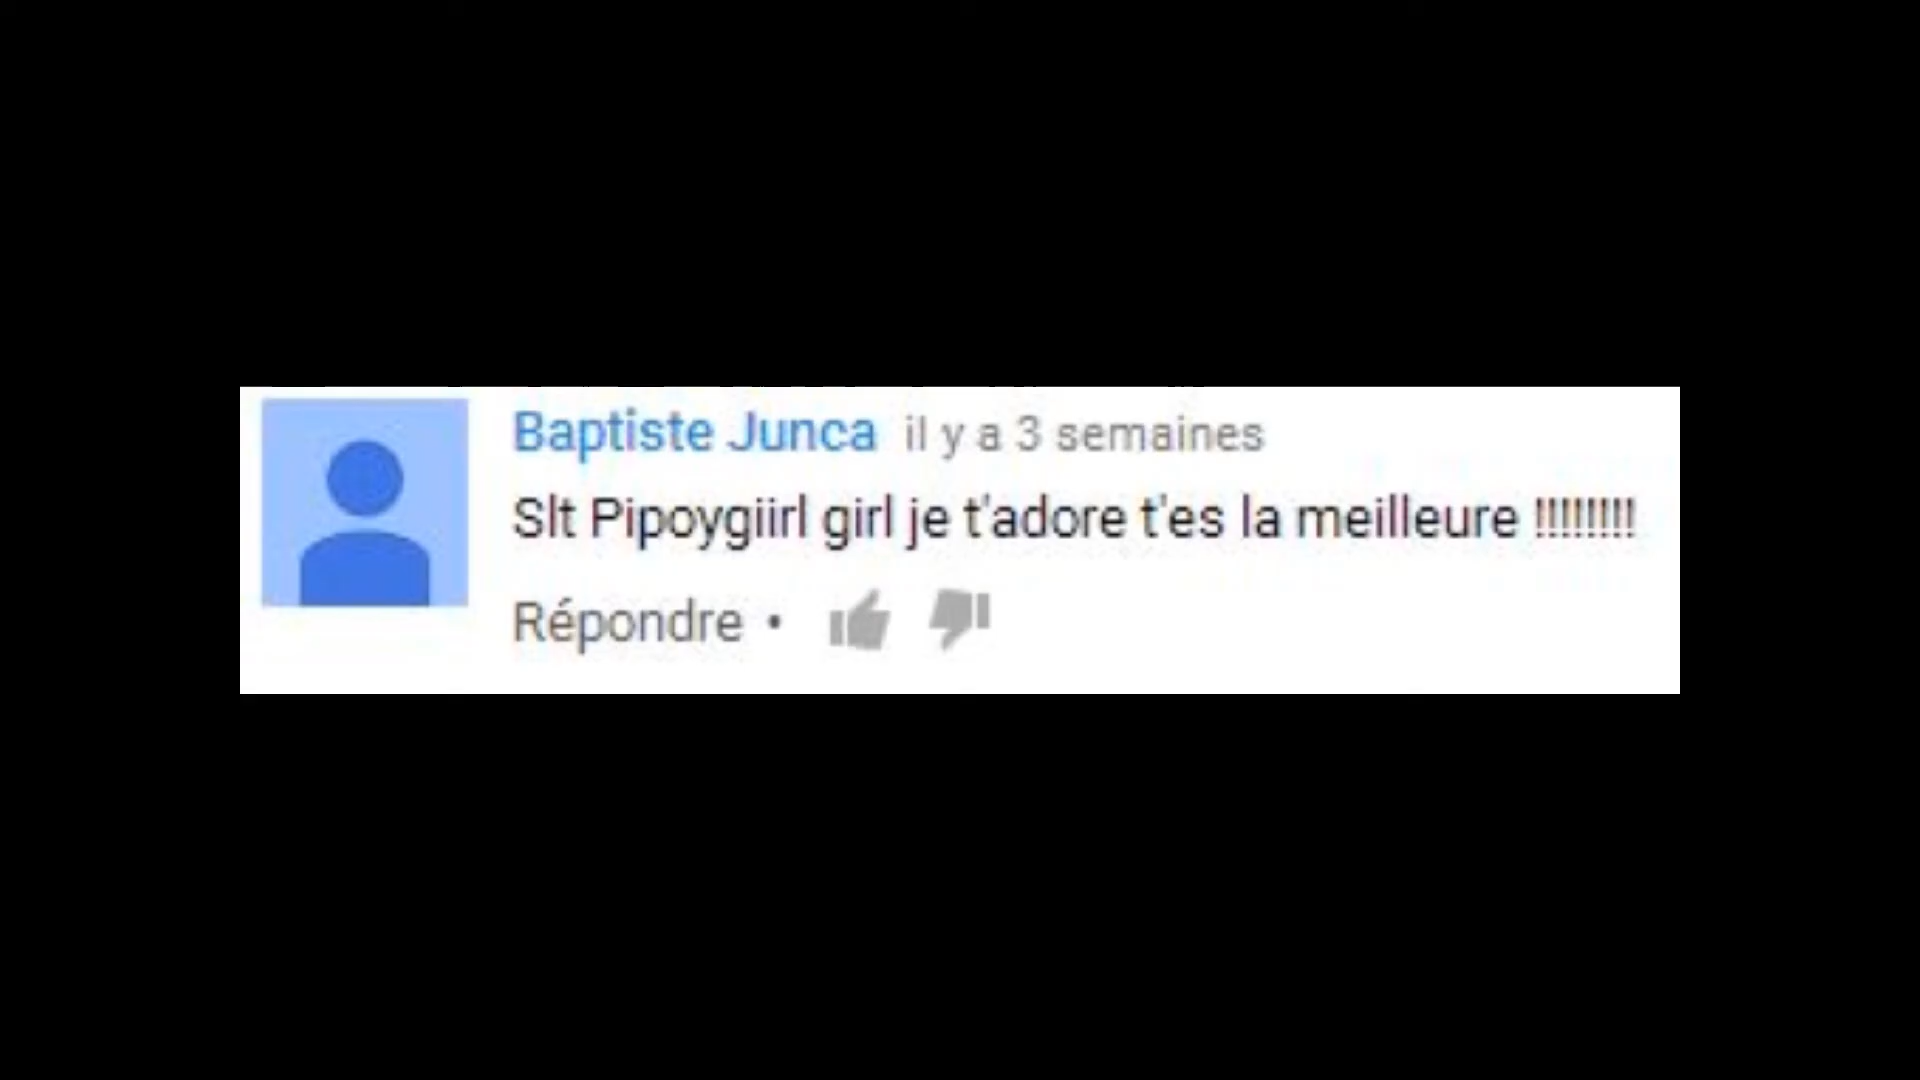 Baptiste Junca il y a 3 semaines
Slt Pipoygiirl girl je t'adore t'es la meilleure !!!!!!!!
Répondre •